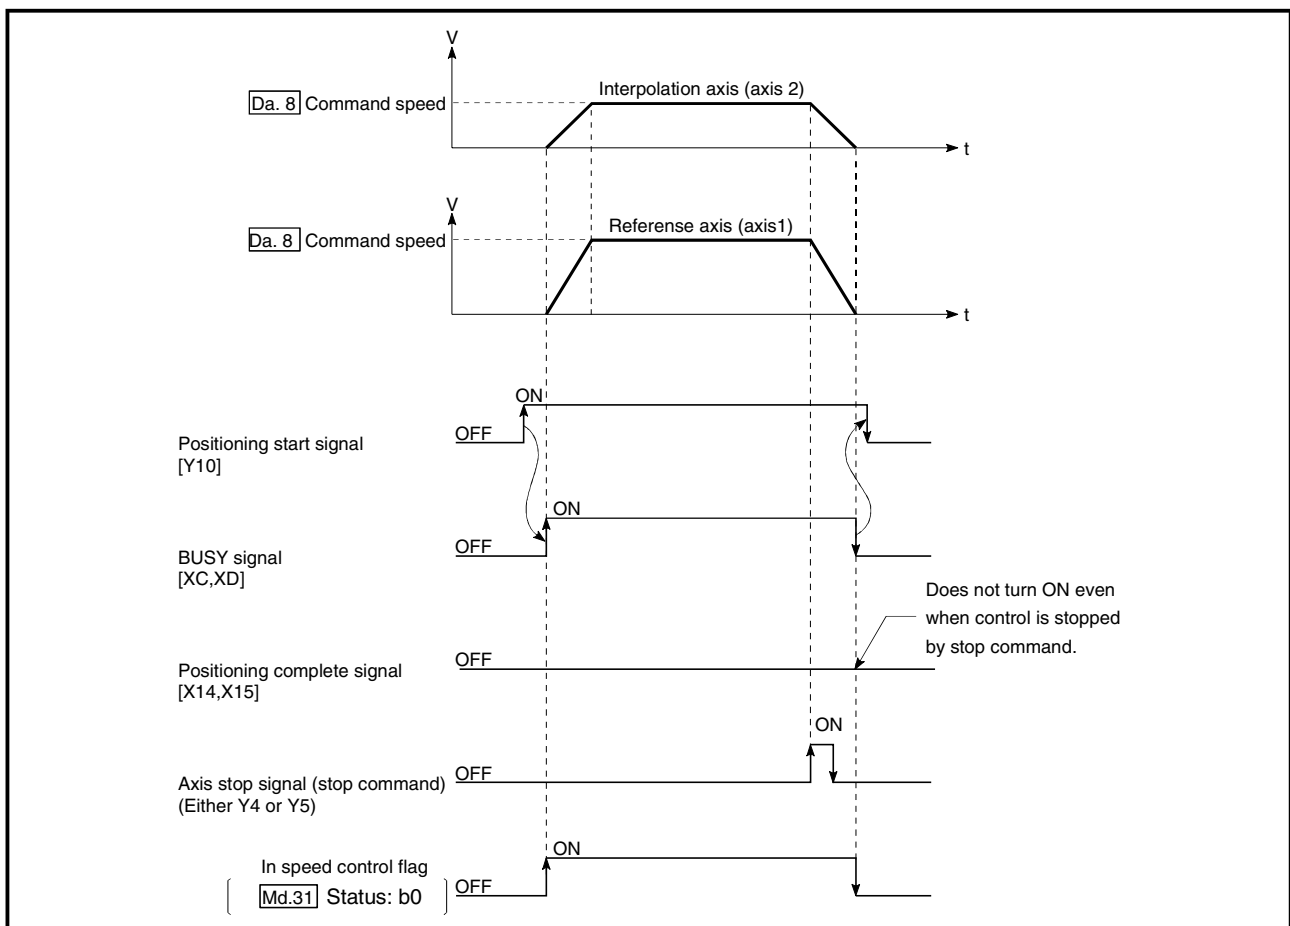 V
Interpolation axis (axis 2)
Da. 8 Command speed
t
V
Referense axis (axis1)
Da. 8 Command speed
t
ON
OFF
Positioning start signal
[Y10]
ON
OFF
BUSY signal
[XC,XD]
Does not turn ON even
when control is stopped
by stop command.
OFF
Positioning complete signal
[X14,X15]
ON
OFF
Axis stop signal (stop command)
(Either Y4 or Y5)
ON
In speed control flag
OFF
Md.31 Status: b0